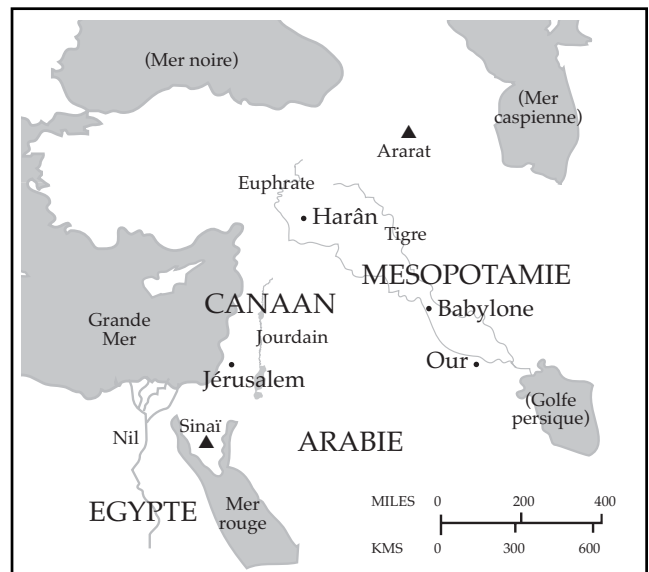 (Mer noire)
(Mer
caspienne)
Ararat
Euphrate
Harân
Tigre
MESOPOTAMIE
CANAAN
Babylone
Grande
Mer
Jourdain
Our
Jérusalem
(Golfe
persique)
Sinaï
Nil
ARABIE
EGYPTE
Mer
rouge
MILES 0 200 400
KMS 0 300 600